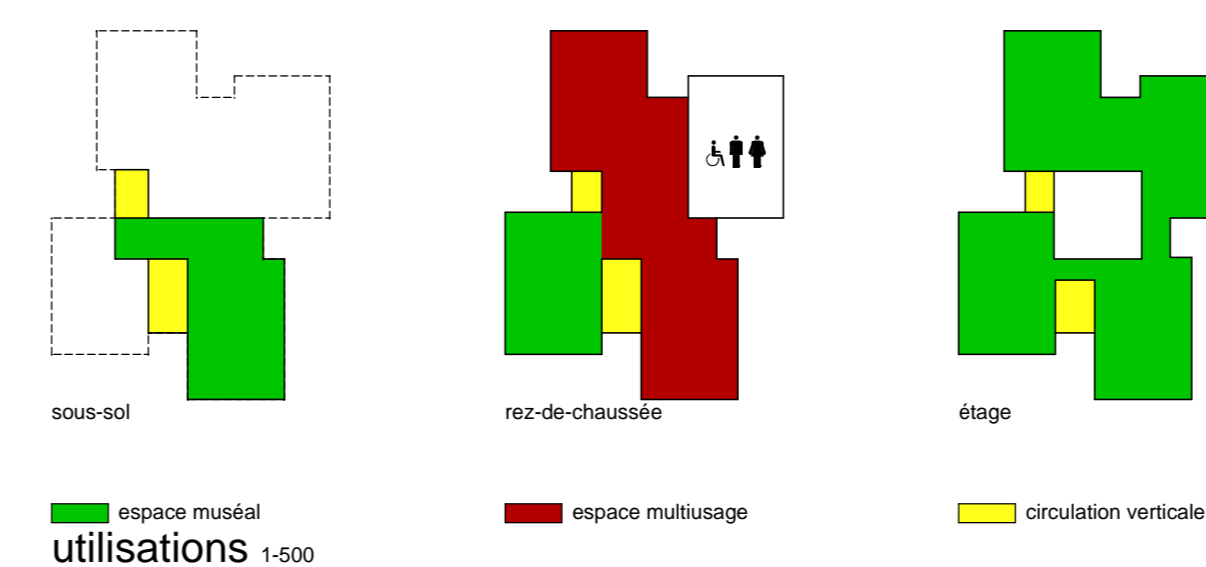 sous-sol
rez-de-chaussée
étage
espace muséal
espace multiusage
circulation verticale
utilisations 1-500